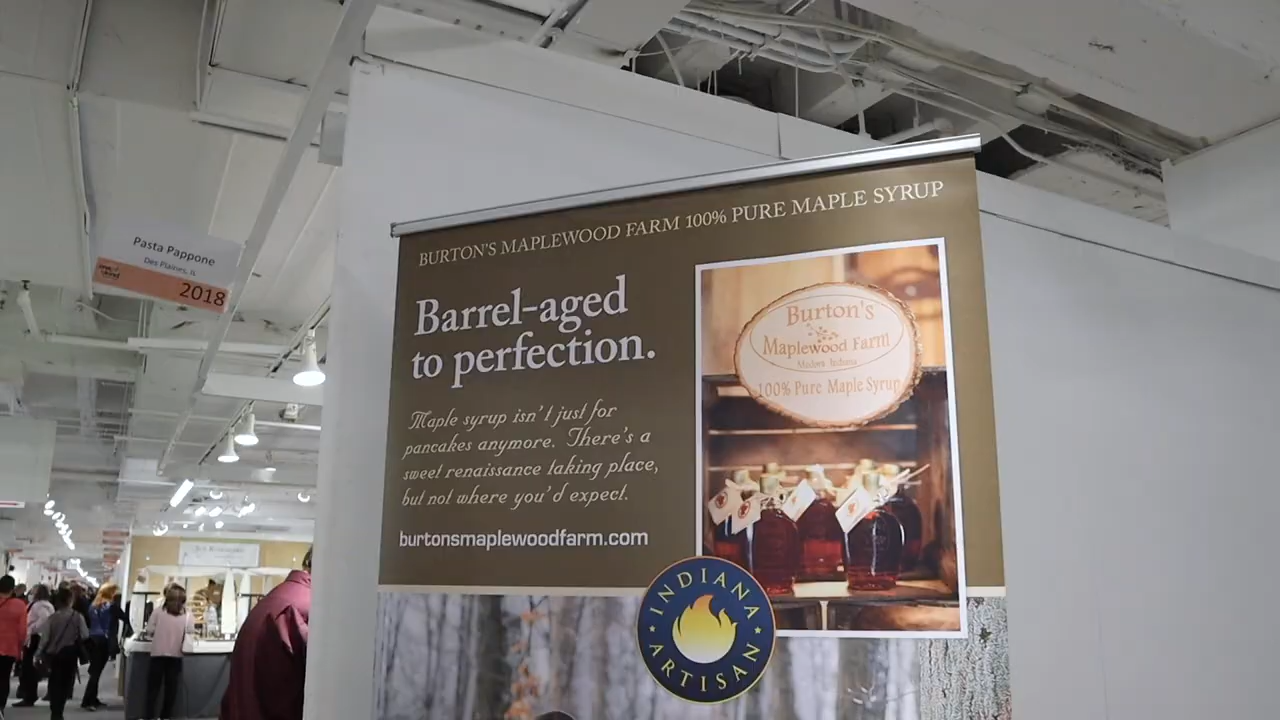 Pasta Pappone
Des Plaines, IL
2018
BURTON'S MAPLEWOOD FARM 100% PURE MAPLE SYRUP
Barrel-aged
to perfection.
Maple syrup isn't just for
pancakes anymore. There's a
sweet renaissance taking place,
but not where you'd expect.
burtonsmaplewoodfarm.com
Burton's
Maplewood Farm
Medora, Indiana
100% Pure Maple Syrup
INDIANA
ARTISAN